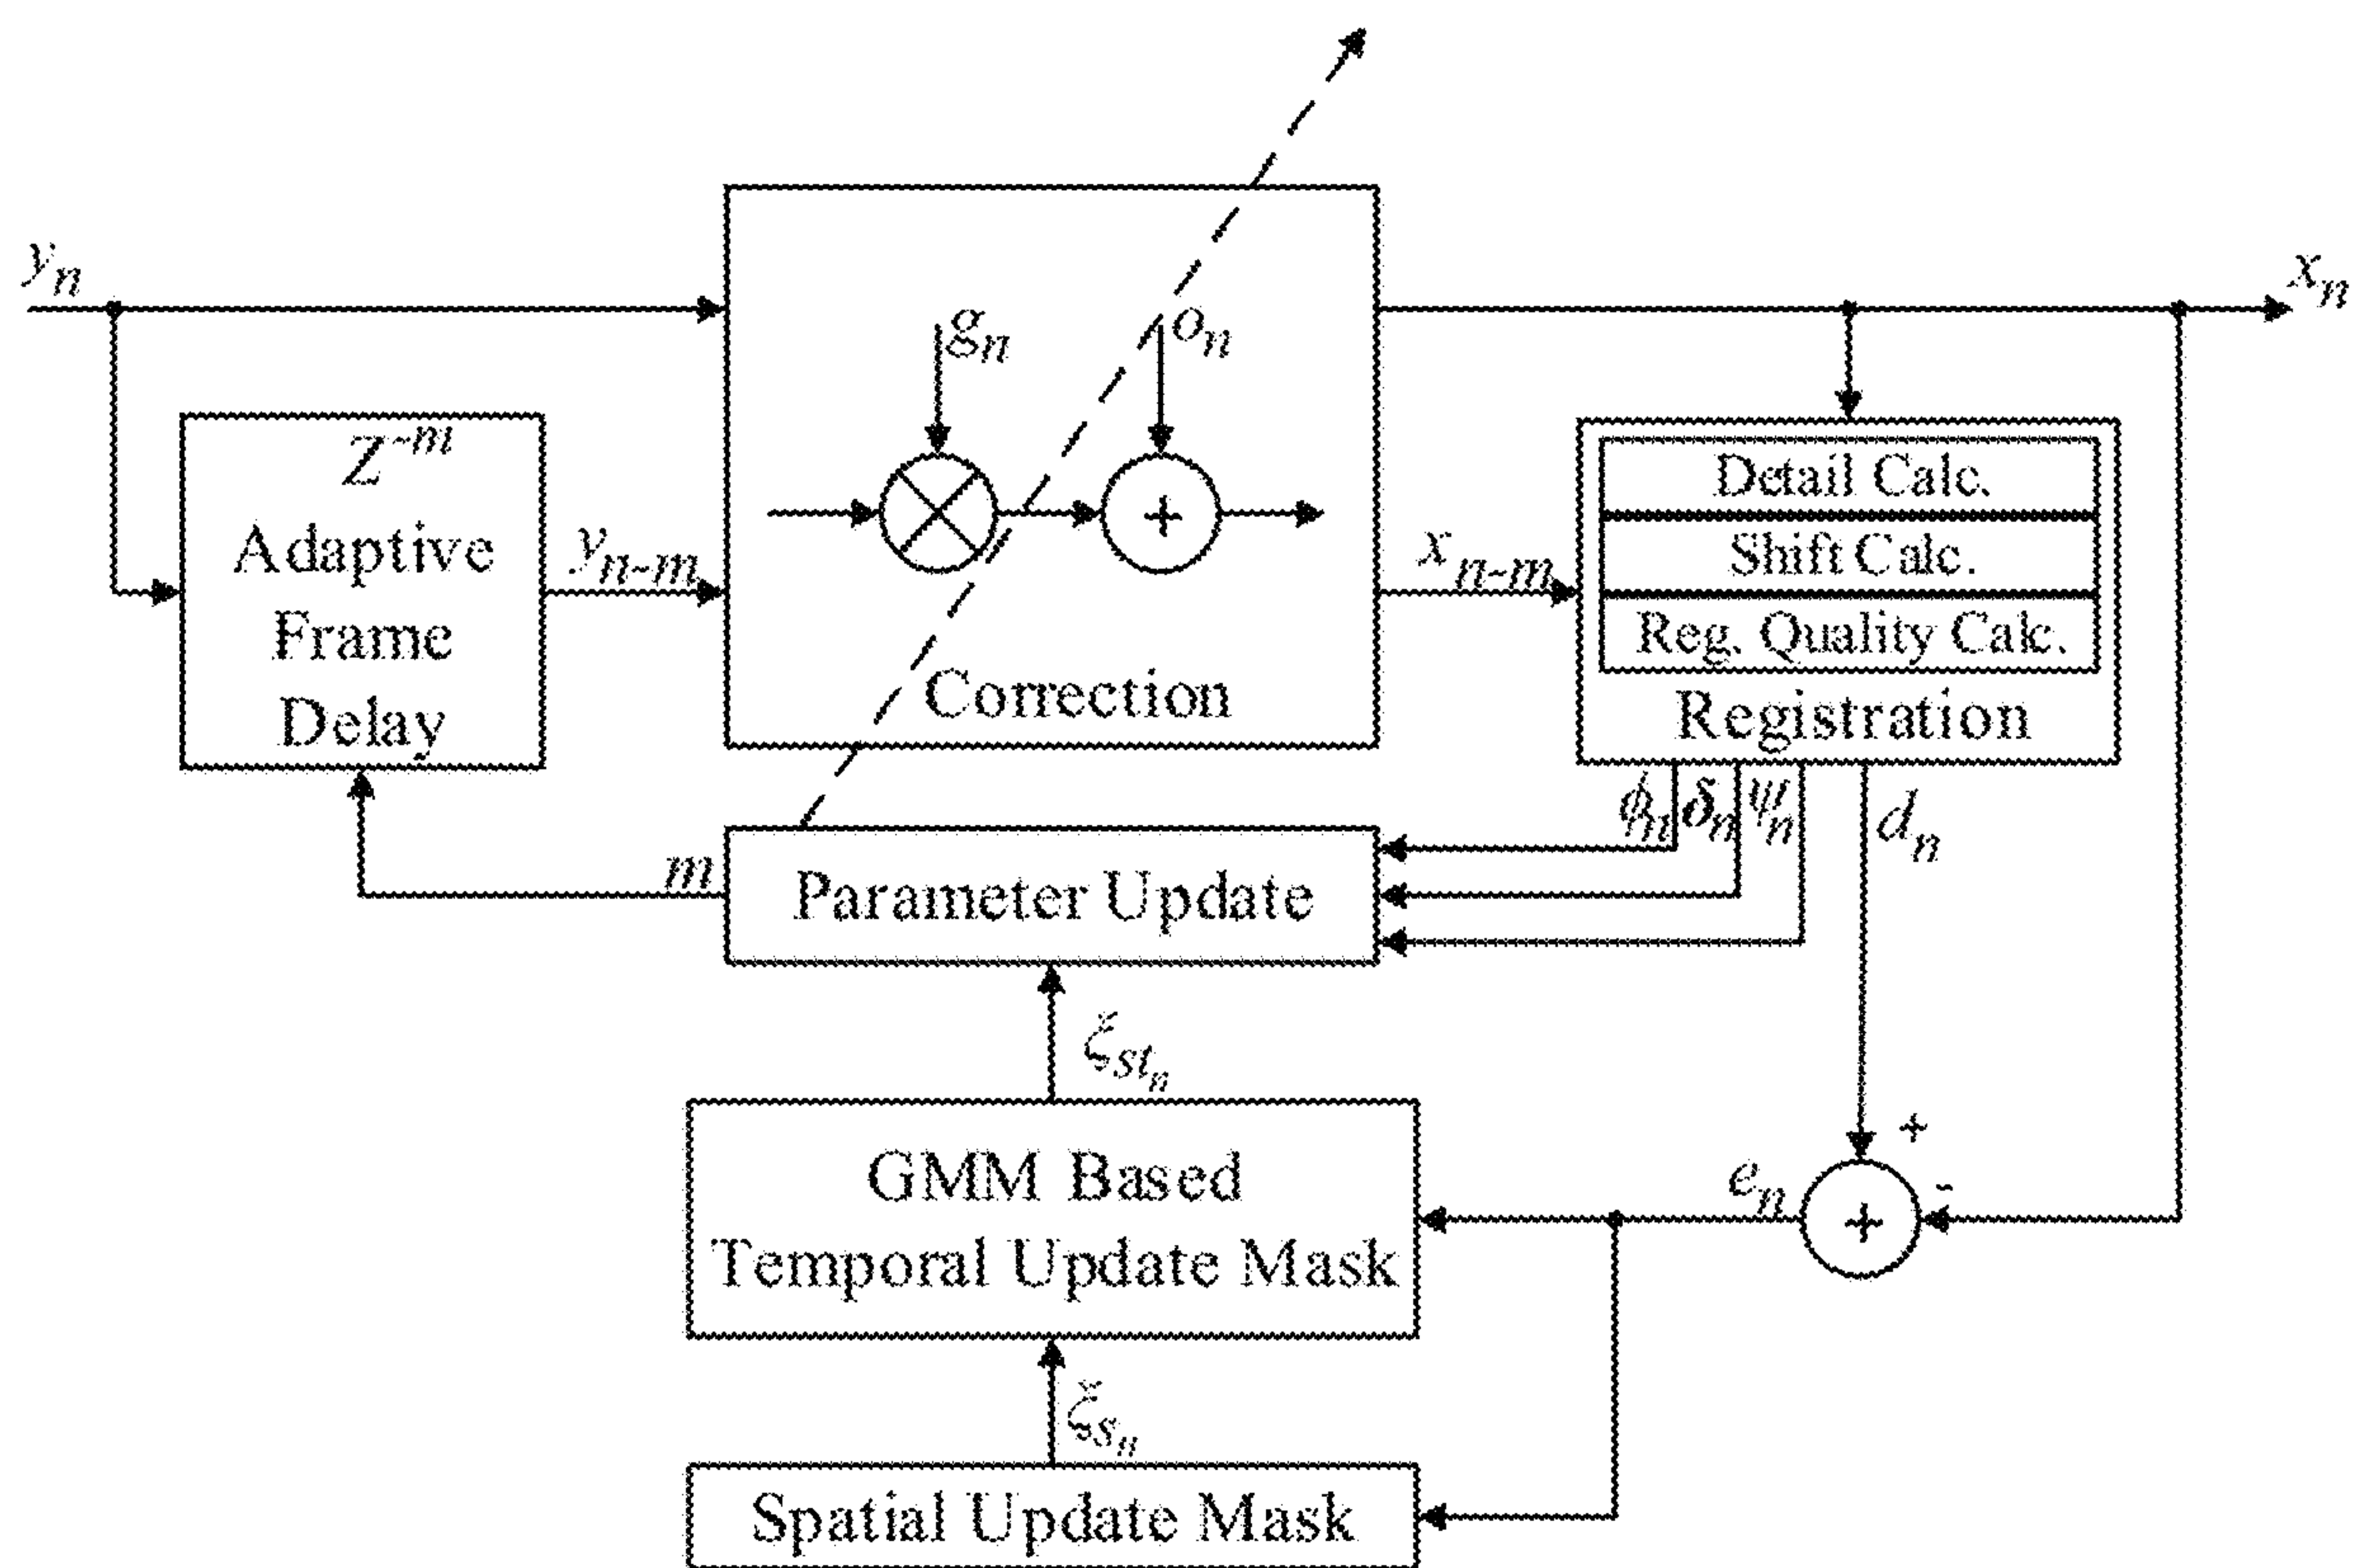 yn
xn
gn
on
Z-m
Adaptive
Frame
Delay
yn-m
+
Correction
xn-m
Detail Calc.
Shift Calc.
Reg. Quality Calc.
Registration
ϕn
δn
ψn
dn
m
Parameter Update
ξstn
GMM Based
Temporal Update Mask
en
+
-
+
ξsn
Spatial Update Mask